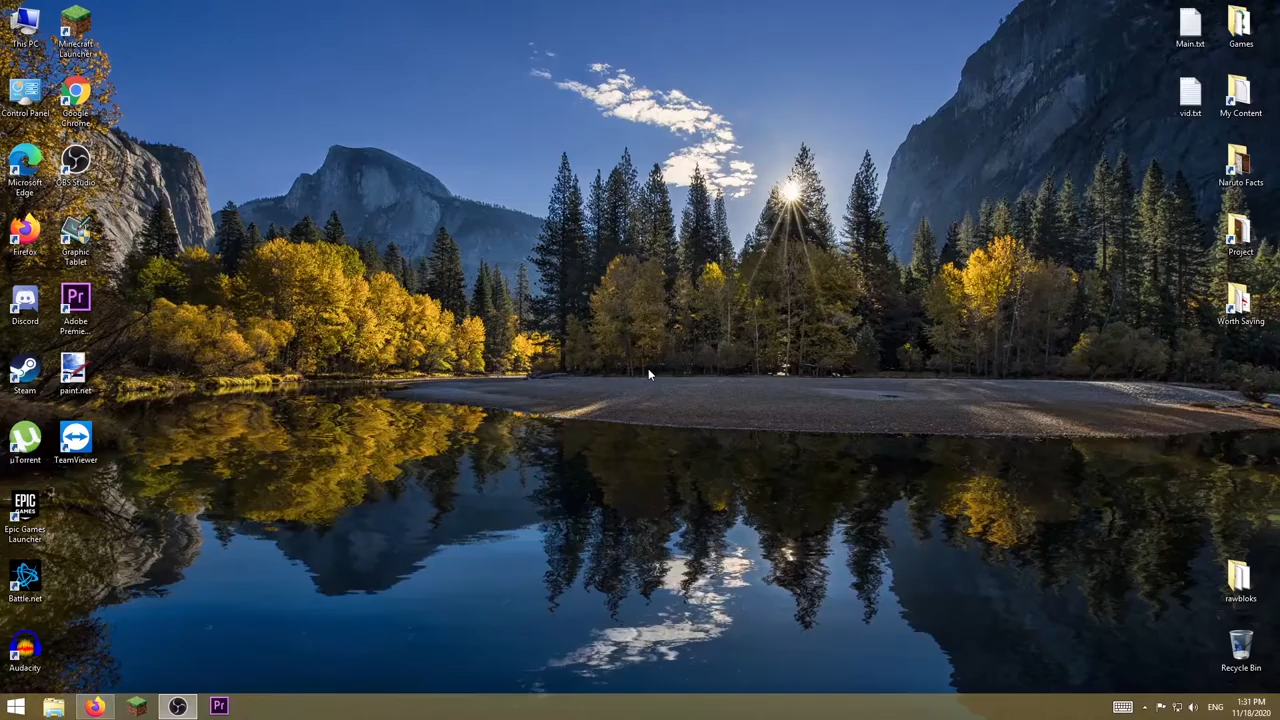 This PC
Minecraft
Launcher
Control Panel
Google
Chrome
Microsoft
Edge
OBS Studio
Firefox
Graphic
Tablet
Discord
Pr
Adobe
Premie...
Steam
paint.net
µTorrent
TeamViewer
EPIC
GAMES
Epic Games
Launcher
Battle.net
Audacity
Main.txt
Games
vid.txt
My Content
Naruto Facts
Project
Worth Saving
rawbloks
Recycle Bin
Pr
ENG
1:31 PM
11/18/2020